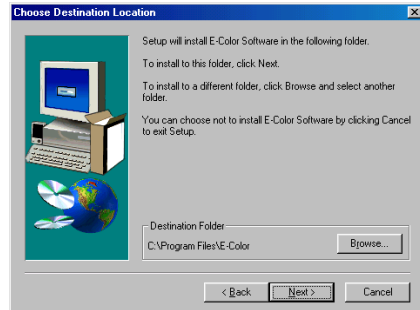 Choose Destination Location
Setup will install E-Color Software in the following folder.
To install to this folder, click Next.
To install to a different folder, click Browse and select another
folder.
You can choose not to install E-Color Software by clicking Cancel
to exit Setup.
Destination Folder
C:\Program Files\E-Color
Browse...
< Back
Next >
Cancel